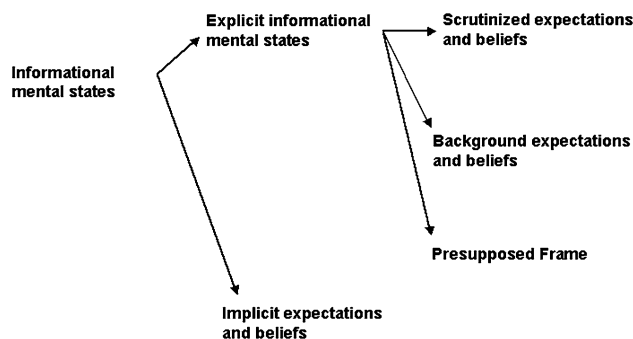 Explicit informational
mental states
Scrutinized expectations
and beliefs
Informational
mental states
Background expectations
and beliefs
Presupposed Frame
Implicit expectations
and beliefs